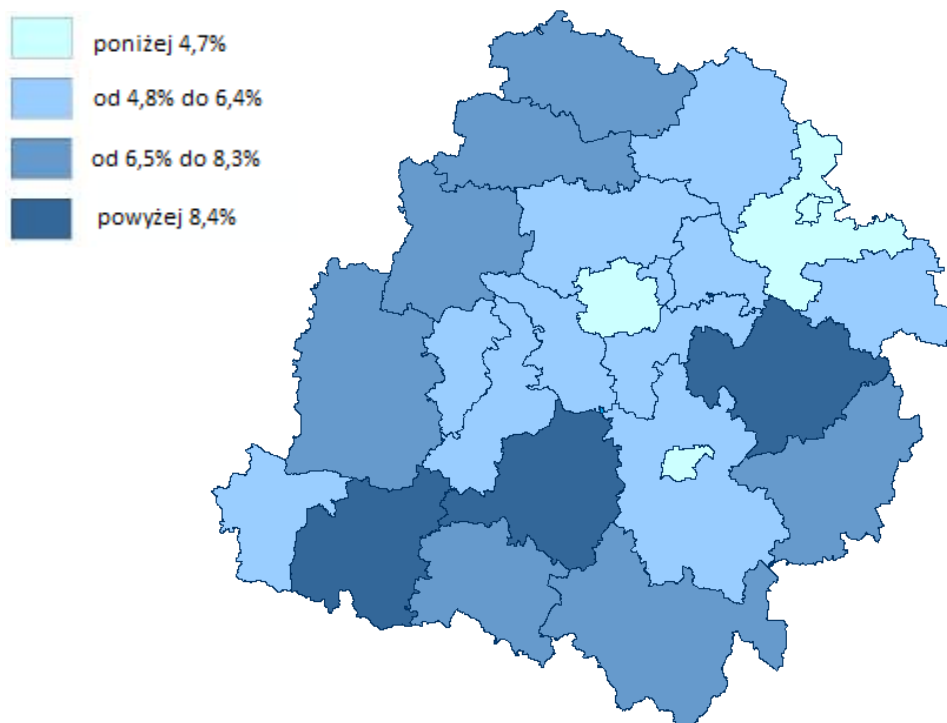 poniżej 4,7%
od 4,8% do 6,4%
od 6,5% do 8,3%
powyżej 8,4%